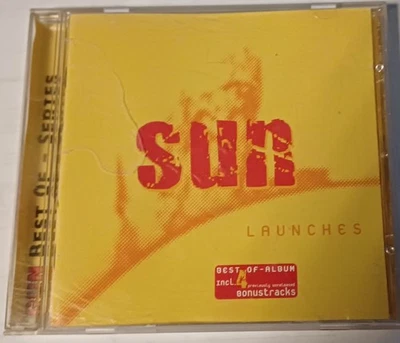 BEST OF - SERIES
sun
LAUNCHES
BEST OF-ALBUM
incl. 4 previously unreleased
Bonustracks